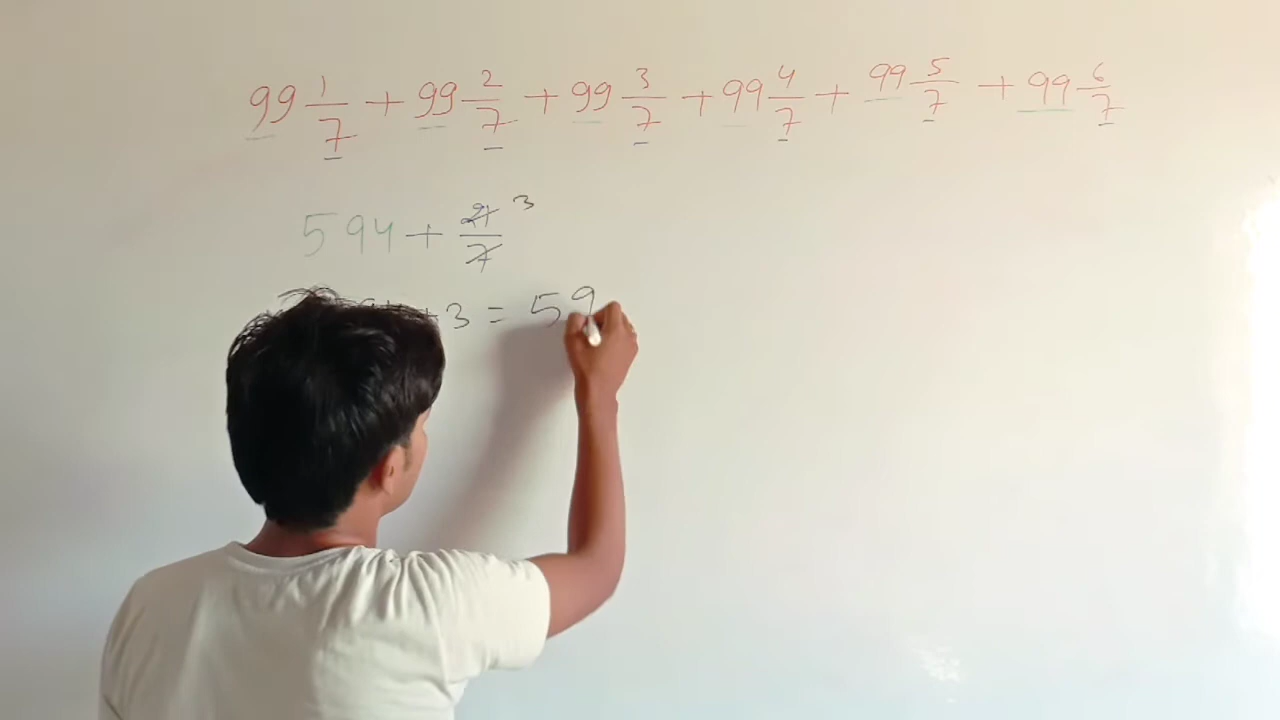 99 1/7 + 99 2/7 + 99 3/7 + 99 4/7 + 99 5/7 + 99 6/7
594 + 21/7 3
+ 3 = 59